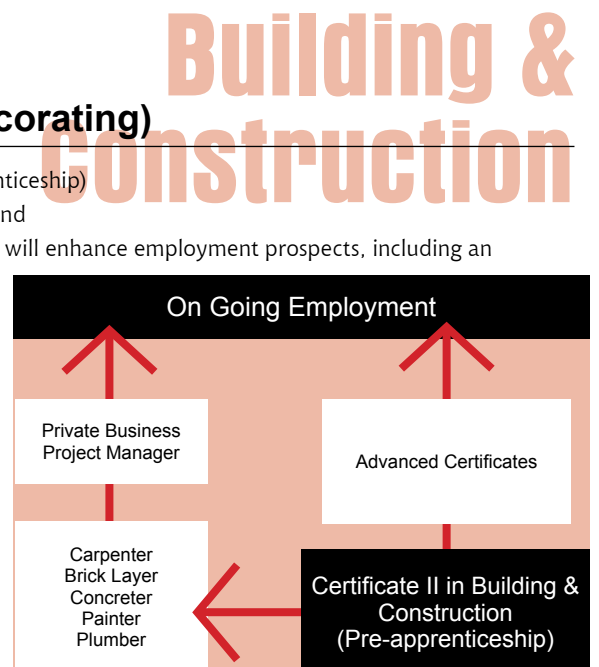 Building &
Construction
corating)
nticeship)
nd
will enhance employment prospects, including an
On Going Employment
Private Business
Project Manager
Advanced Certificates
Carpenter
Brick Layer
Concreter
Painter
Plumber
Certificate II in Building &
Construction
(Pre-apprenticeship)